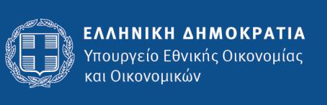 ΕΛΛΗΝΙΚΗ ΔΗΜΟΚΡΑΤΙΑ
Υπουργείο Εθνικής Οικονομίας
και Οικονομικών